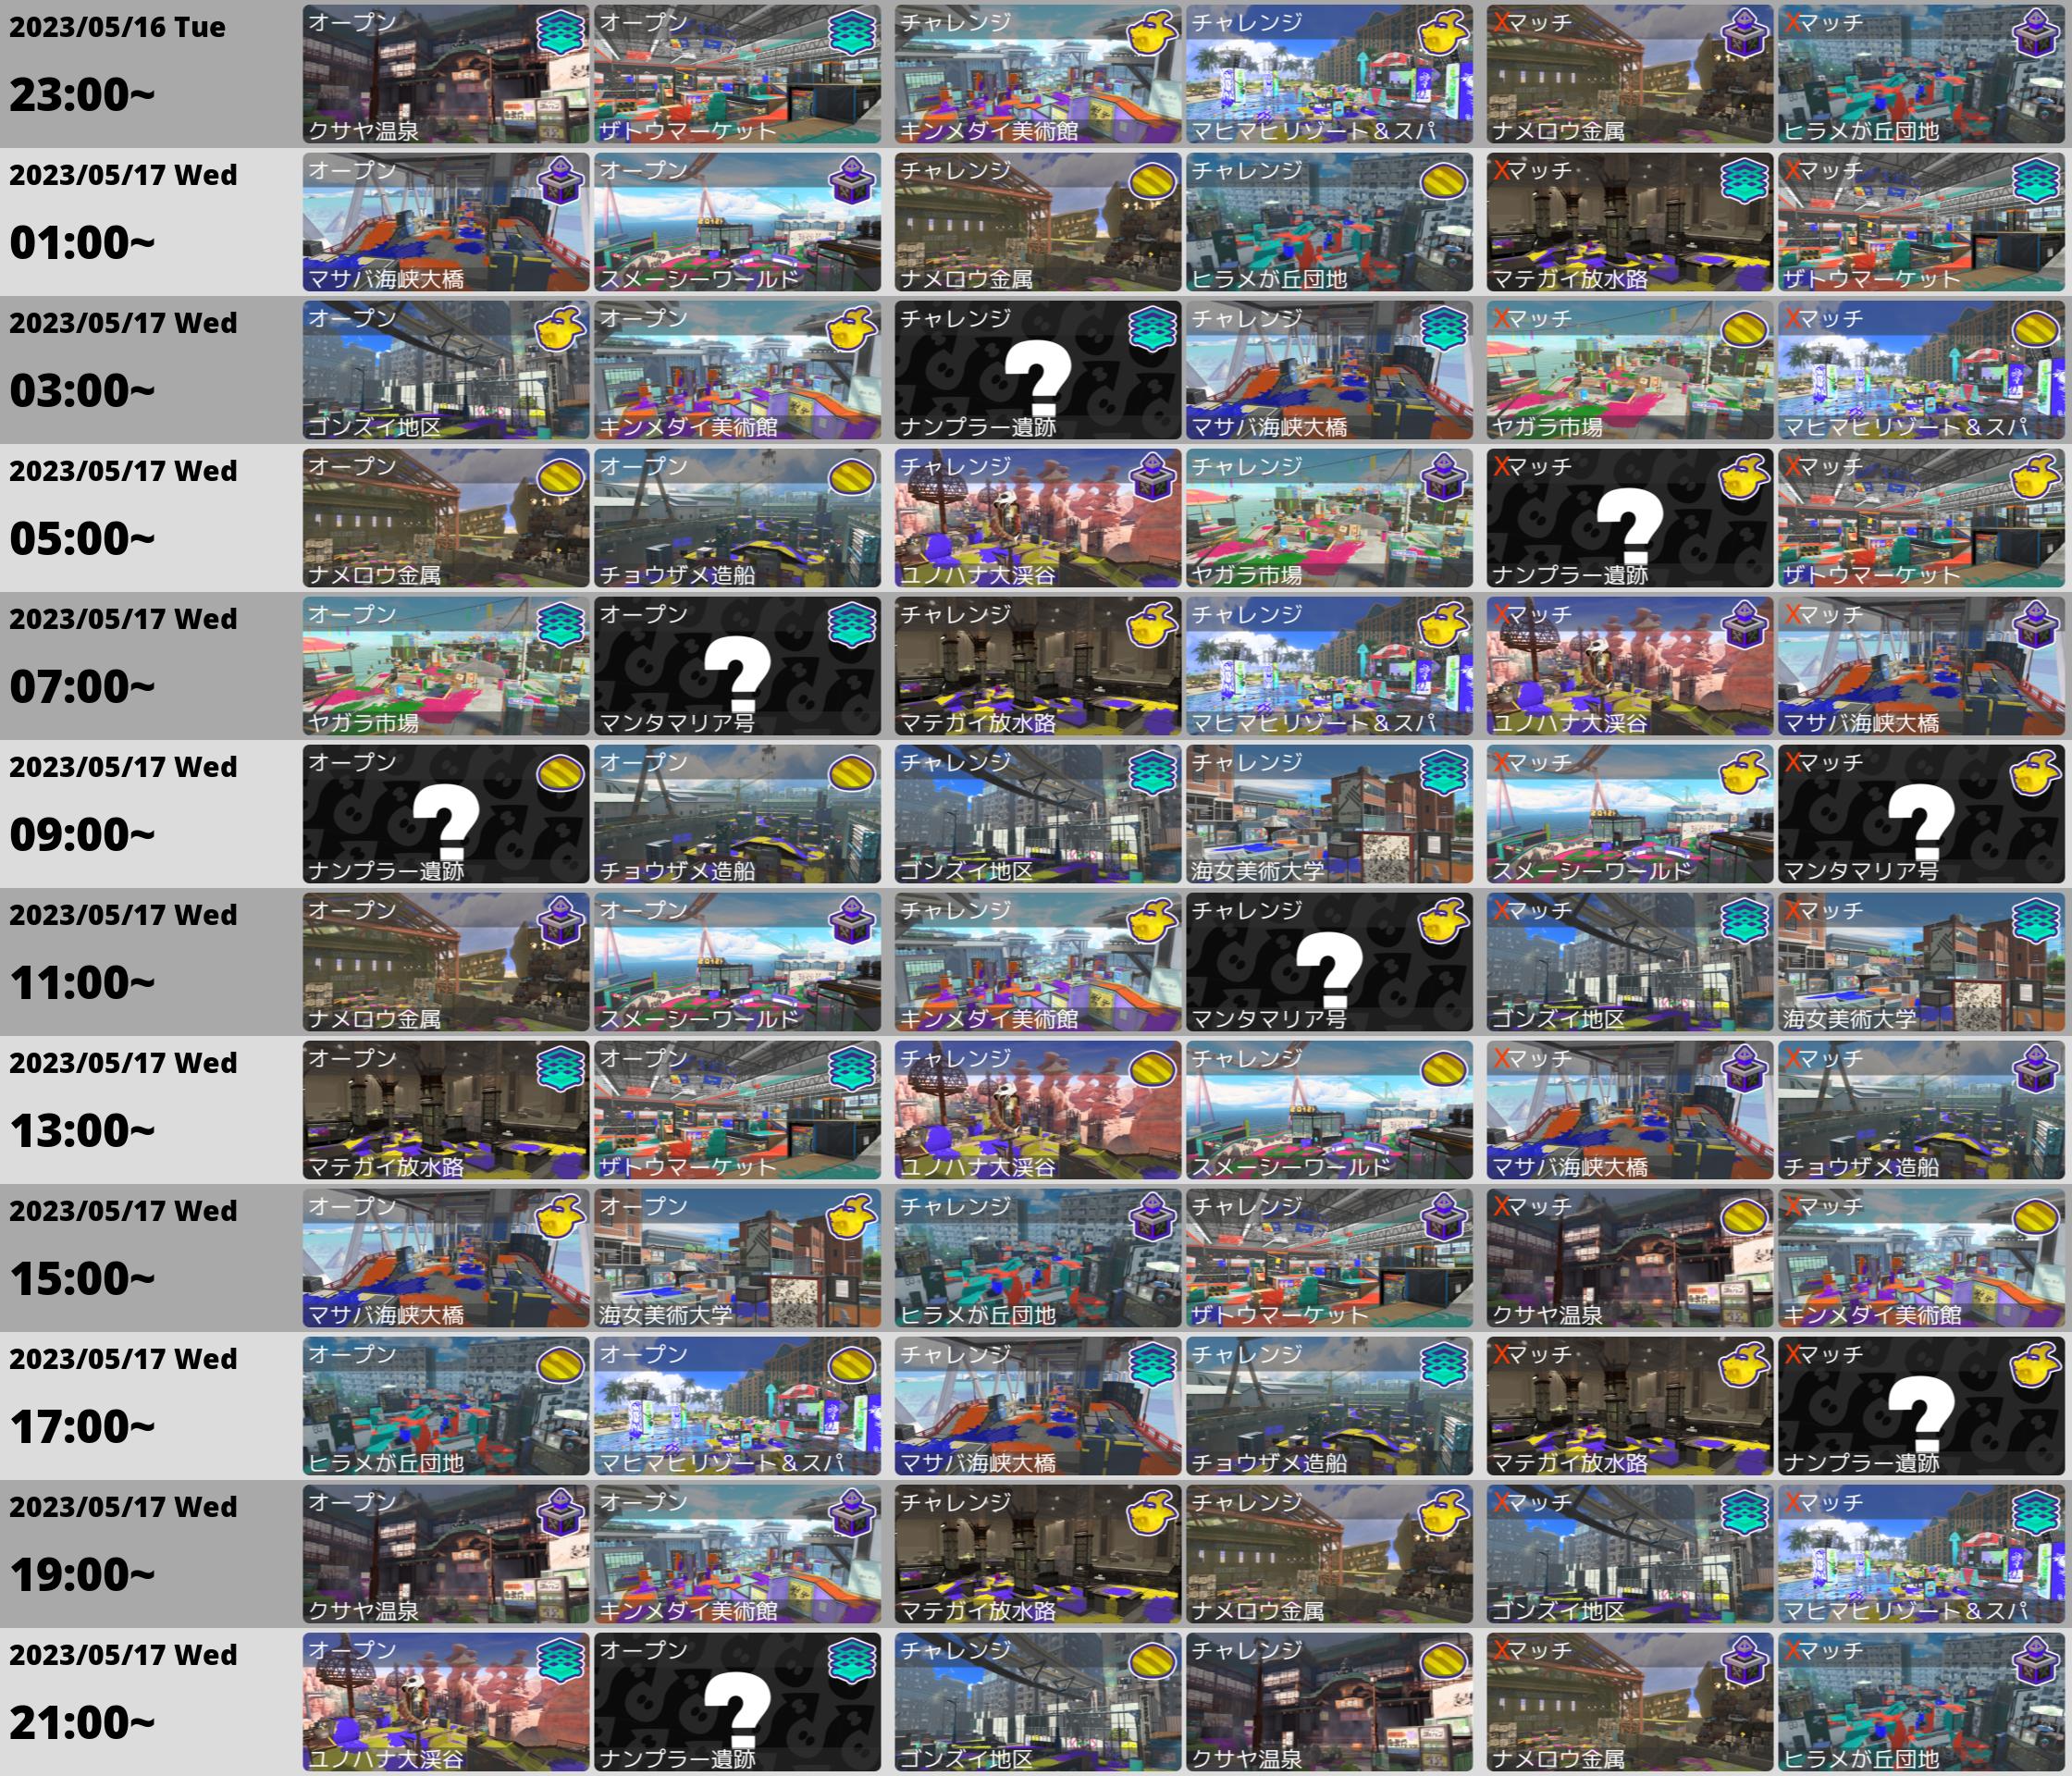 2023/05/16 Tue
23:00~
オープン
クサヤ温泉
オープン
ザトウマーケット
チャレンジ
キンメダイ美術館
チャレンジ
マヒマヒリゾート＆スパ
Xマッチ
ナメロウ金属
Xマッチ
ヒラメが丘団地
2023/05/17 Wed
01:00~
オープン
マサバ海峡大橋
オープン
スメーシーワールド
チャレンジ
ナメロウ金属
チャレンジ
ヒラメが丘団地
Xマッチ
マテガイ放水路
Xマッチ
ザトウマーケット
2023/05/17 Wed
03:00~
オープン
ゴンズイ地区
オープン
キンメダイ美術館
チャレンジ
ナンプラー遺跡
チャレンジ
マサバ海峡大橋
Xマッチ
ヤガラ市場
Xマッチ
マヒマヒリゾート＆スパ
2023/05/17 Wed
05:00~
オープン
ナメロウ金属
オープン
チョウザメ造船
チャレンジ
ユノハナ大渓谷
チャレンジ
ヤガラ市場
Xマッチ
ナンプラー遺跡
Xマッチ
ザトウマーケット
2023/05/17 Wed
07:00~
オープン
ヤガラ市場
オープン
マンタマリア号
チャレンジ
マテガイ放水路
チャレンジ
マヒマヒリゾート＆スパ
Xマッチ
ユノハナ大渓谷
Xマッチ
マサバ海峡大橋
2023/05/17 Wed
09:00~
オープン
ナンプラー遺跡
オープン
チョウザメ造船
チャレンジ
ゴンズイ地区
チャレンジ
海女美術大学
Xマッチ
スメーシーワールド
Xマッチ
マンタマリア号
2023/05/17 Wed
11:00~
オープン
ナメロウ金属
オープン
スメーシーワールド
チャレンジ
キンメダイ美術館
チャレンジ
マンタマリア号
Xマッチ
ゴンズイ地区
Xマッチ
海女美術大学
2023/05/17 Wed
13:00~
オープン
マテガイ放水路
オープン
ザトウマーケット
チャレンジ
ユノハナ大渓谷
チャレンジ
スメーシーワールド
Xマッチ
マサバ海峡大橋
Xマッチ
チョウザメ造船
2023/05/17 Wed
15:00~
オープン
マサバ海峡大橋
オープン
海女美術大学
チャレンジ
ヒラメが丘団地
チャレンジ
ザトウマーケット
Xマッチ
クサヤ温泉
Xマッチ
キンメダイ美術館
2023/05/17 Wed
17:00~
オープン
ヒラメが丘団地
オープン
マヒマヒリゾート＆スパ
チャレンジ
マサバ海峡大橋
チャレンジ
チョウザメ造船
Xマッチ
マテガイ放水路
Xマッチ
ナンプラー遺跡
2023/05/17 Wed
19:00~
オープン
クサヤ温泉
オープン
キンメダイ美術館
チャレンジ
マテガイ放水路
チャレンジ
ナメロウ金属
Xマッチ
ゴンズイ地区
Xマッチ
マヒマヒリゾート＆スパ
2023/05/17 Wed
21:00~
オープン
ユノハナ大渓谷
オープン
ナンプラー遺跡
チャレンジ
ゴンズイ地区
チャレンジ
クサヤ温泉
Xマッチ
ナメロウ金属
Xマッチ
ヒラメが丘団地